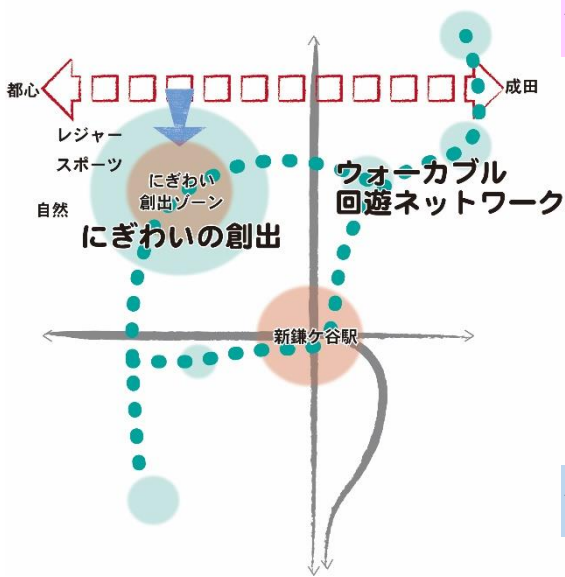 都心
成田
レジャー
スポーツ
自然
にぎわい
創出ゾーン
にぎわいの創出
ウォーカブル
回遊ネットワーク
新鎌ケ谷駅